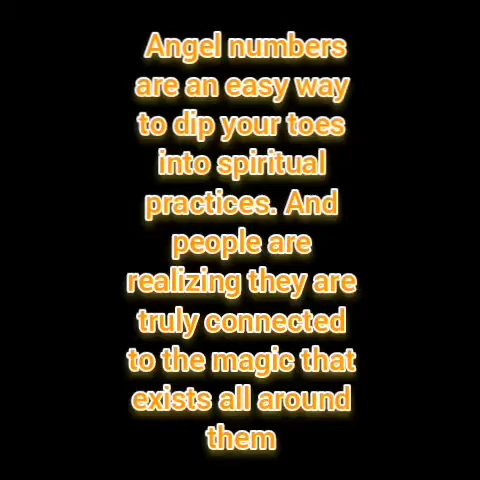 Angel numbers
are an easy way
to dip your toes
into spiritual
practices. And
people are
realizing they are
truly connected
to the magic that
exists all around
them